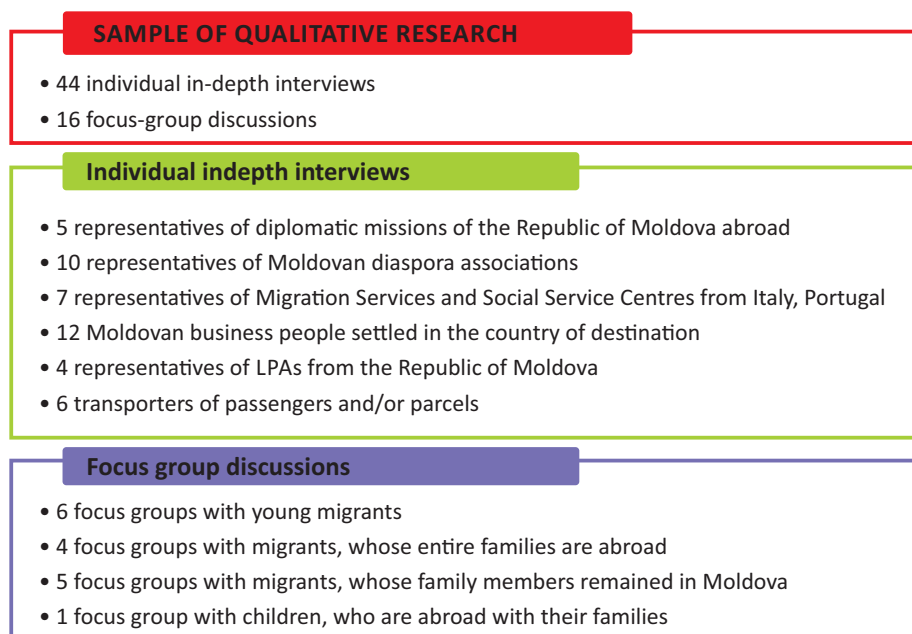 SAMPLE OF QUALITATIVE RESEARCH
• 44 individual in-depth interviews
• 16 focus-group discussions
Individual indepth interviews
• 5 representatives of diplomatic missions of the Republic of Moldova abroad
• 10 representatives of Moldovan diaspora associations
• 7 representatives of Migration Services and Social Service Centres from Italy, Portugal
• 12 Moldovan business people settled in the country of destination
• 4 representatives of LPAs from the Republic of Moldova
• 6 transporters of passengers and/or parcels
Focus group discussions
• 6 focus groups with young migrants
• 4 focus groups with migrants, whose entire families are abroad
• 5 focus groups with migrants, whose family members remained in Moldova
• 1 focus group with children, who are abroad with their families